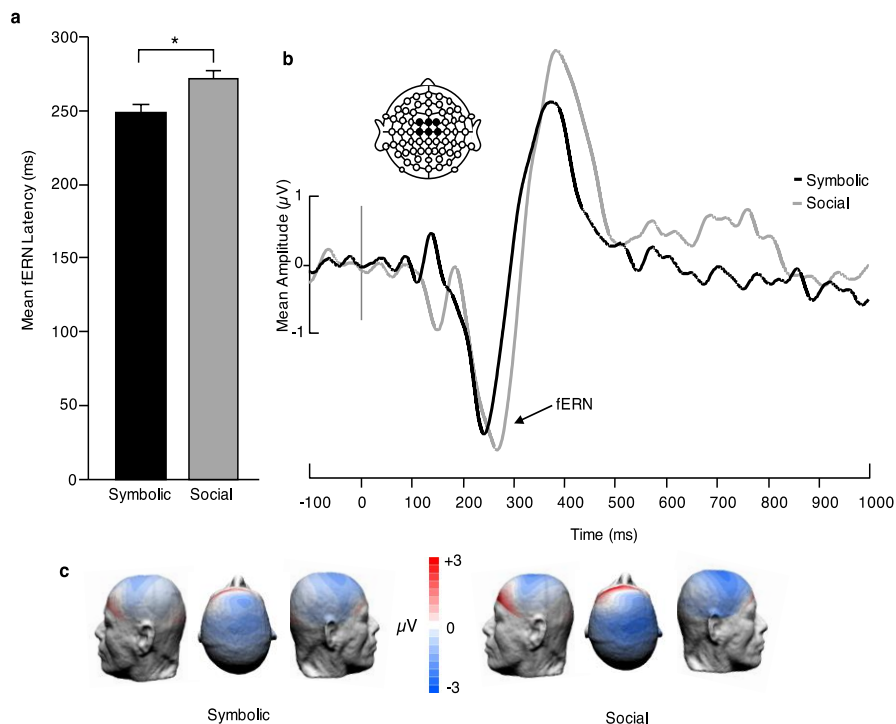 a
300
250
200
150
100
50
0
Mean fERN Latency (ms)
*
Symbolic
Social
b
Symbolic
Social
Mean Amplitude (µV)
1
0
-1
fERN
-100 0 100 200 300 400 500 600 700 800 900 1000
Time (ms)
c
+3
µV 0
-3
Symbolic
Social